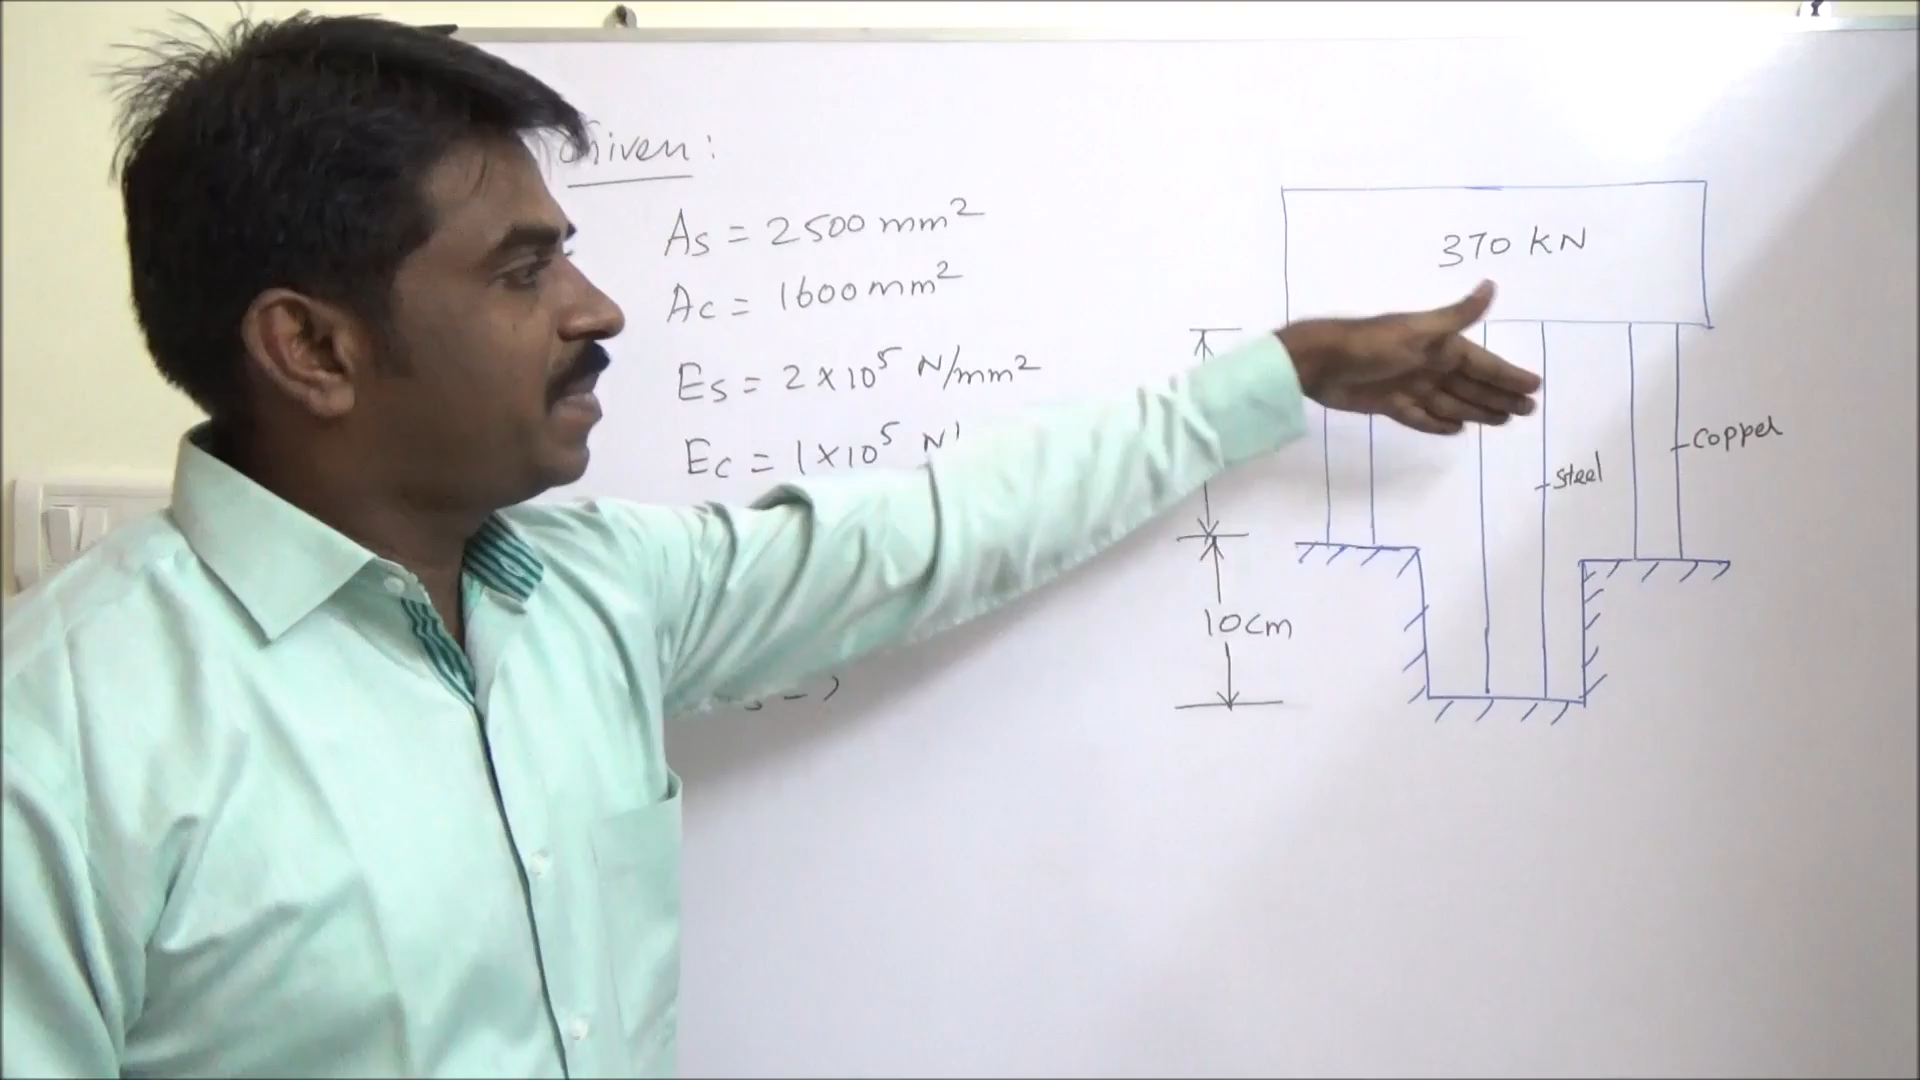 Given:
As = 2500 mm²
Ac = 1600 mm²
Es = 2 × 10⁵ N/mm²
Ec = 1 × 10⁵ N
370 KN
Copper
Steel
10cm